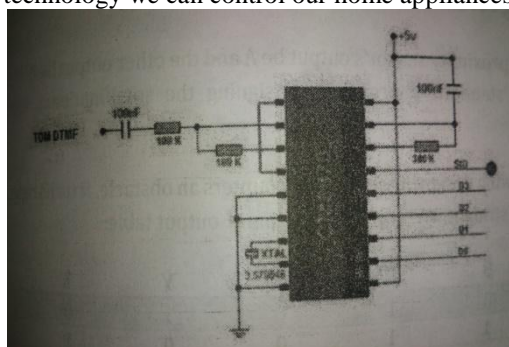 technology we can control our home appliances
+5v
100nF
100nF
TDM DTMF
100 K
100 K
300 K
StD
D3
D2
D1
D0
XTAL
3.579545